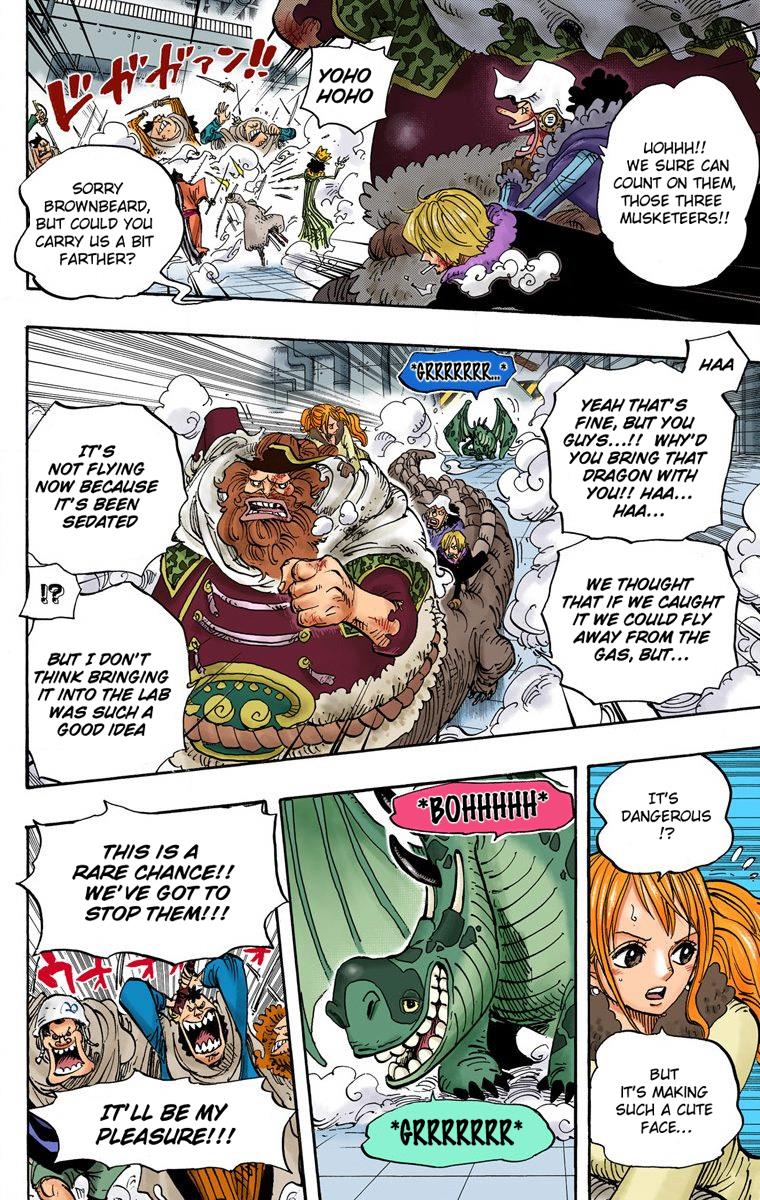 UOHHH!!
WE SURE CAN
COUNT ON THEM,
THOSE THREE
MUSKETEERS!!
YOHO
HOHO
ドガガァン!!
SORRY
BROWNBEARD,
BUT COULD YOU
CARRY US A BIT
FARTHER?
HAA
YEAH THAT'S
FINE, BUT YOU
GUYS...!! WHY'D
YOU BRING THAT
DRAGON WITH
YOU!! HAA...
HAA...
*GRRRRRRR...*
WE THOUGHT
THAT IF WE CAUGHT
IT WE COULD FLY
AWAY FROM THE
GAS, BUT...
IT'S
NOT FLYING
NOW BECAUSE
IT'S BEEN
SEDATED
!?
BUT I DON'T
THINK BRINGING
IT INTO THE LAB
WAS SUCH A
GOOD IDEA
IT'S
DANGEROUS
!?
BUT
IT'S MAKING
SUCH A CUTE
FACE...
*BOHHHHH*
*GRRRRRRR*
THIS IS A
RARE CHANCE!!
WE'VE GOT TO
STOP THEM!!!
IT'LL BE MY
PLEASURE!!!